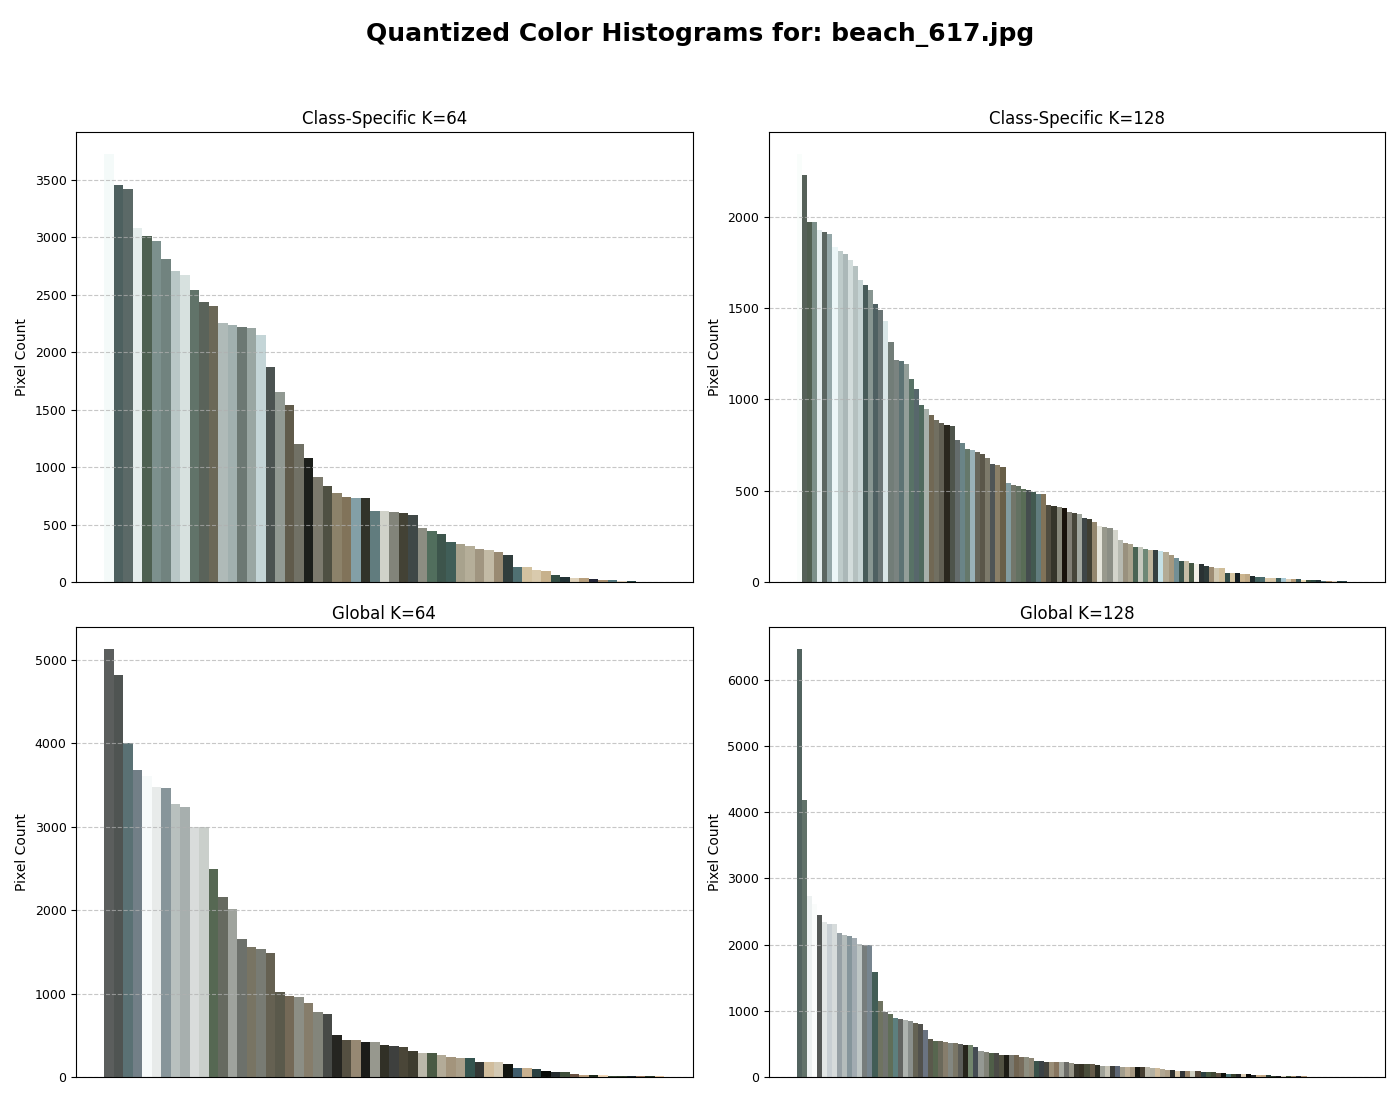 Quantized Color Histograms for: beach_617.jpg
Class-Specific K=64
Pixel Count
3500
3000
2500
2000
1500
1000
500
0
Class-Specific K=128
Pixel Count
2000
1500
1000
500
0
Global K=64
Pixel Count
5000
4000
3000
2000
1000
0
Global K=128
Pixel Count
6000
5000
4000
3000
2000
1000
0